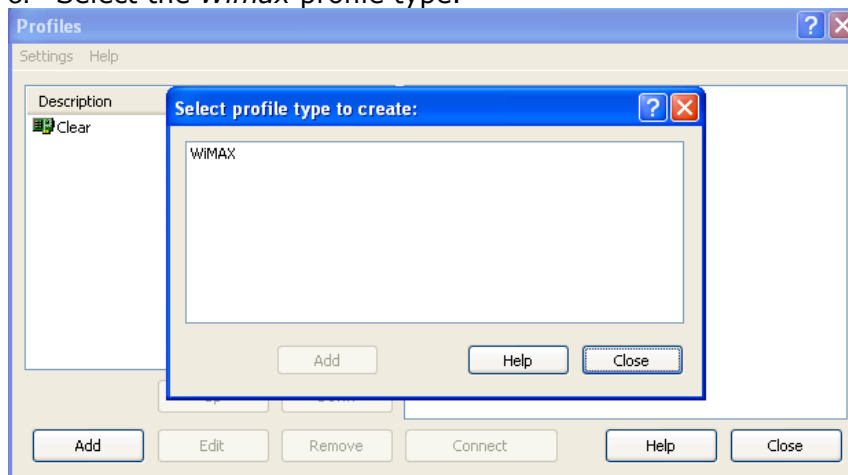 Select the Wimax profile type.
Profiles
Settings Help
Description
Clear
Select profile type to create:
WiMAX
Add Help Close
Add Edit Remove Connect Help Close